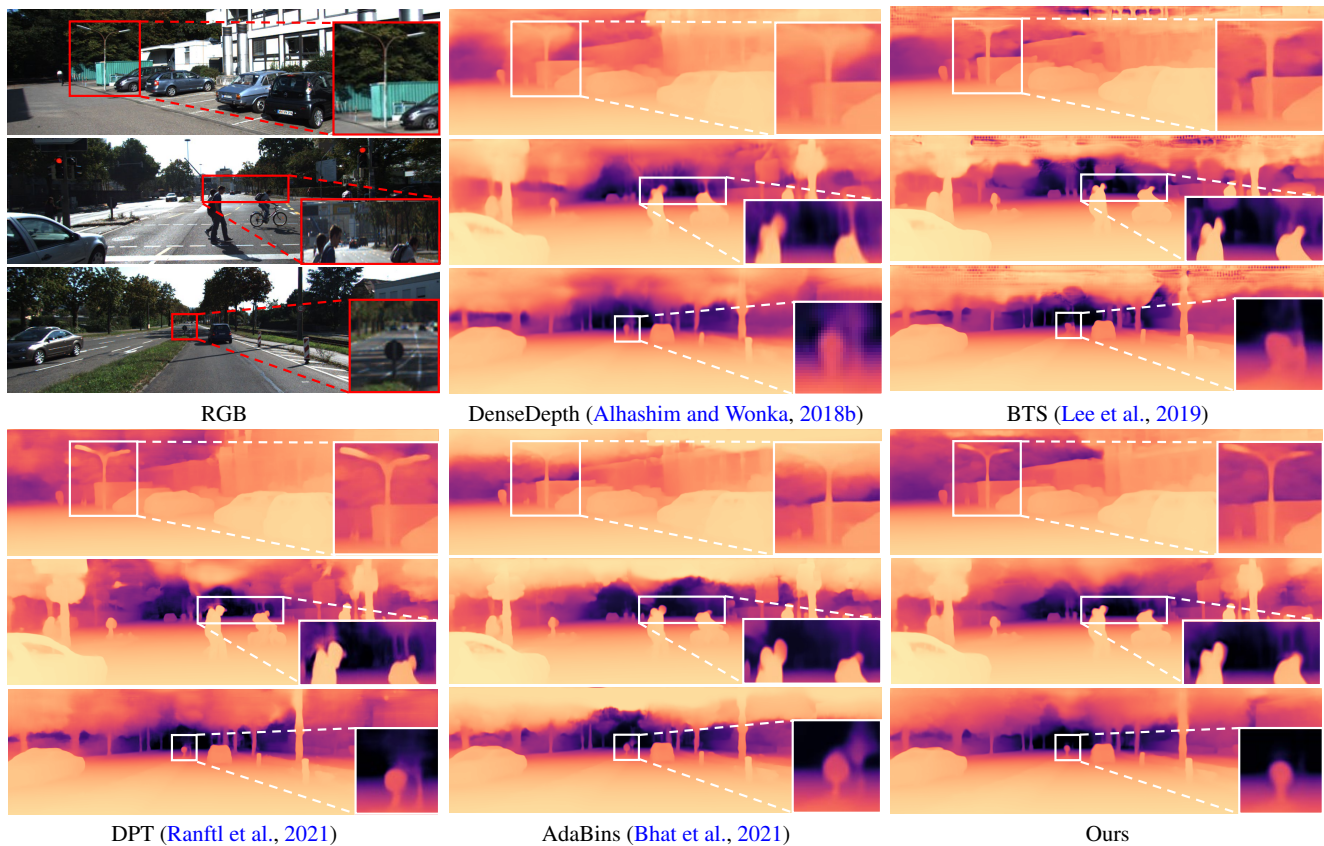 RGB
DenseDepth (Alhashim and Wonka, 2018b)
BTS (Lee et al., 2019)
DPT (Ranftl et al., 2021)
AdaBins (Bhat et al., 2021)
Ours